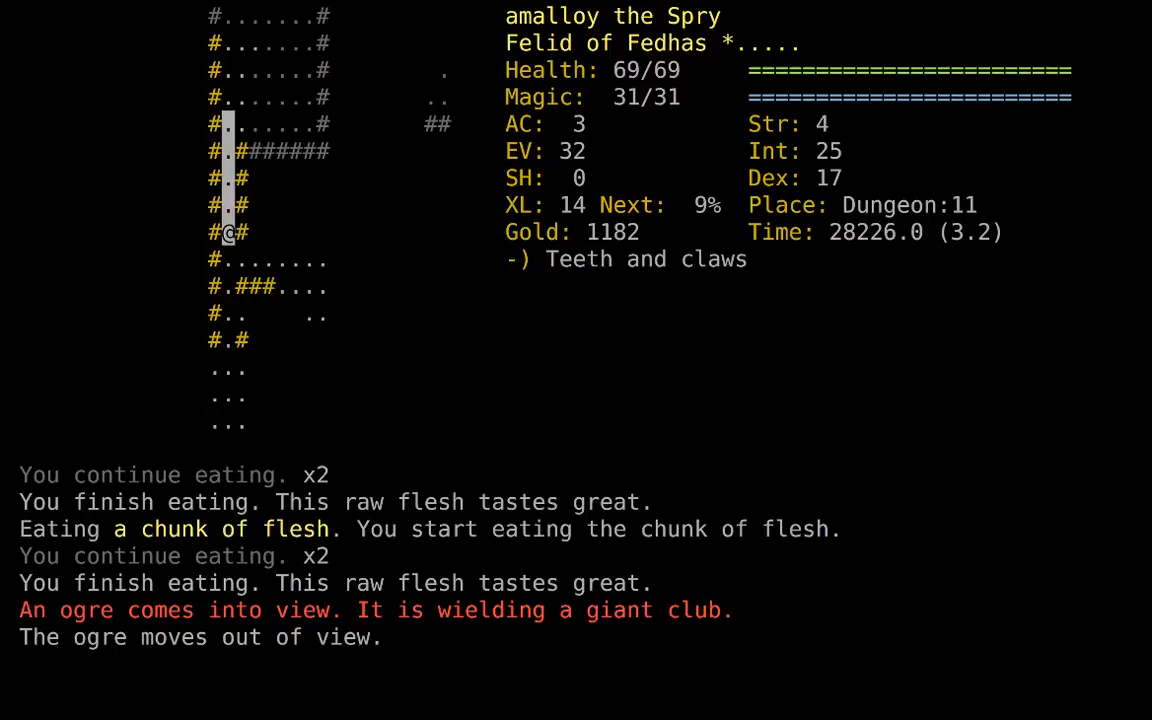 #.......# amalloy the Spry
#.......# Felid of Fedhas *.....
#.......# . Health: 69/69 ========================
#.......# .. Magic: 31/31 ========================
#.......# ## AC: 3 Str: 4
#.####### EV: 32 Int: 25
#.# SH: 0 Dex: 17
#.# XL: 14 Next: 9% Place: Dungeon:11
#@# Gold: 1182 Time: 28226.0 (3.2)
#........ -) Teeth and claws
#.###....
#.. ..
#.#
...
...
...
You continue eating. x2
You finish eating. This raw flesh tastes great.
Eating a chunk of flesh. You start eating the chunk of flesh.
You continue eating. x2
You finish eating. This raw flesh tastes great.
An ogre comes into view. It is wielding a giant club.
The ogre moves out of view.